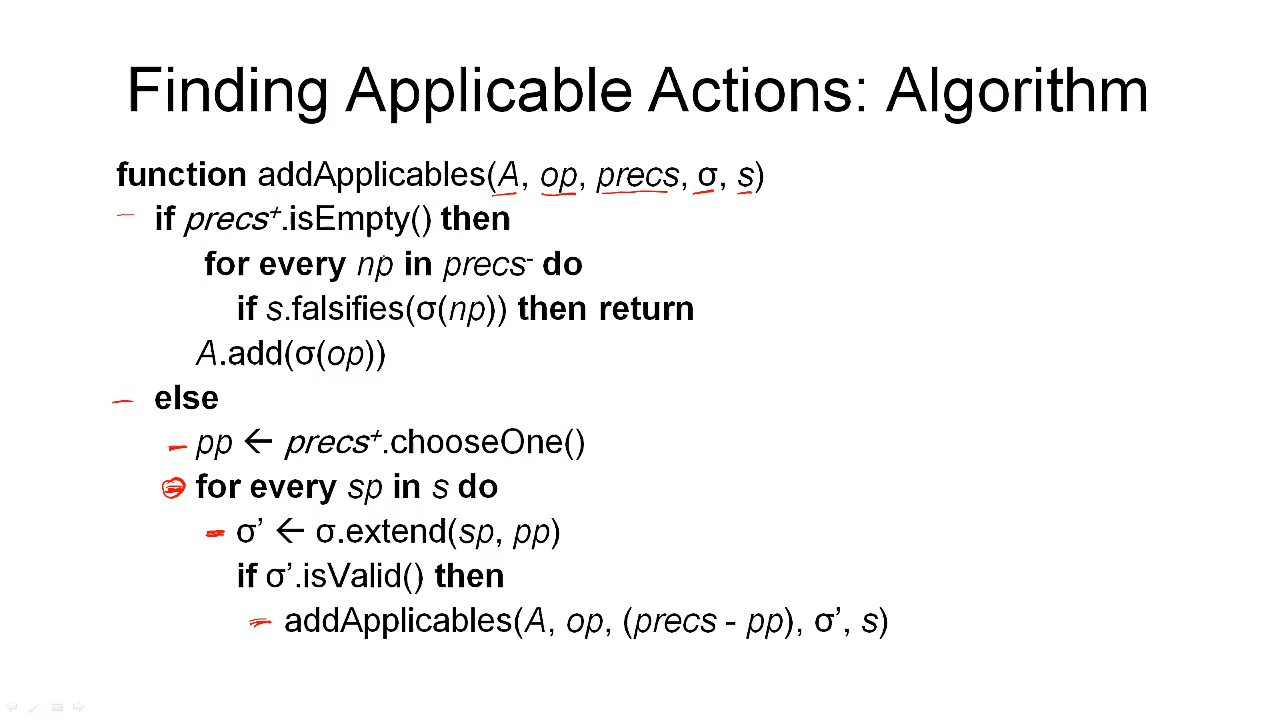 Finding Applicable Actions: Algorithm
function addApplicables(A, op, precs, σ, s)
if precs⁺.isEmpty() then
for every np in precs⁻ do
if s.falsifies(σ(np)) then return
A.add(σ(op))
else
pp ← precs⁺.chooseOne()
for every sp in s do
σ’ ← σ.extend(sp, pp)
if σ’.isValid() then
addApplicables(A, op, (precs - pp), σ’, s)